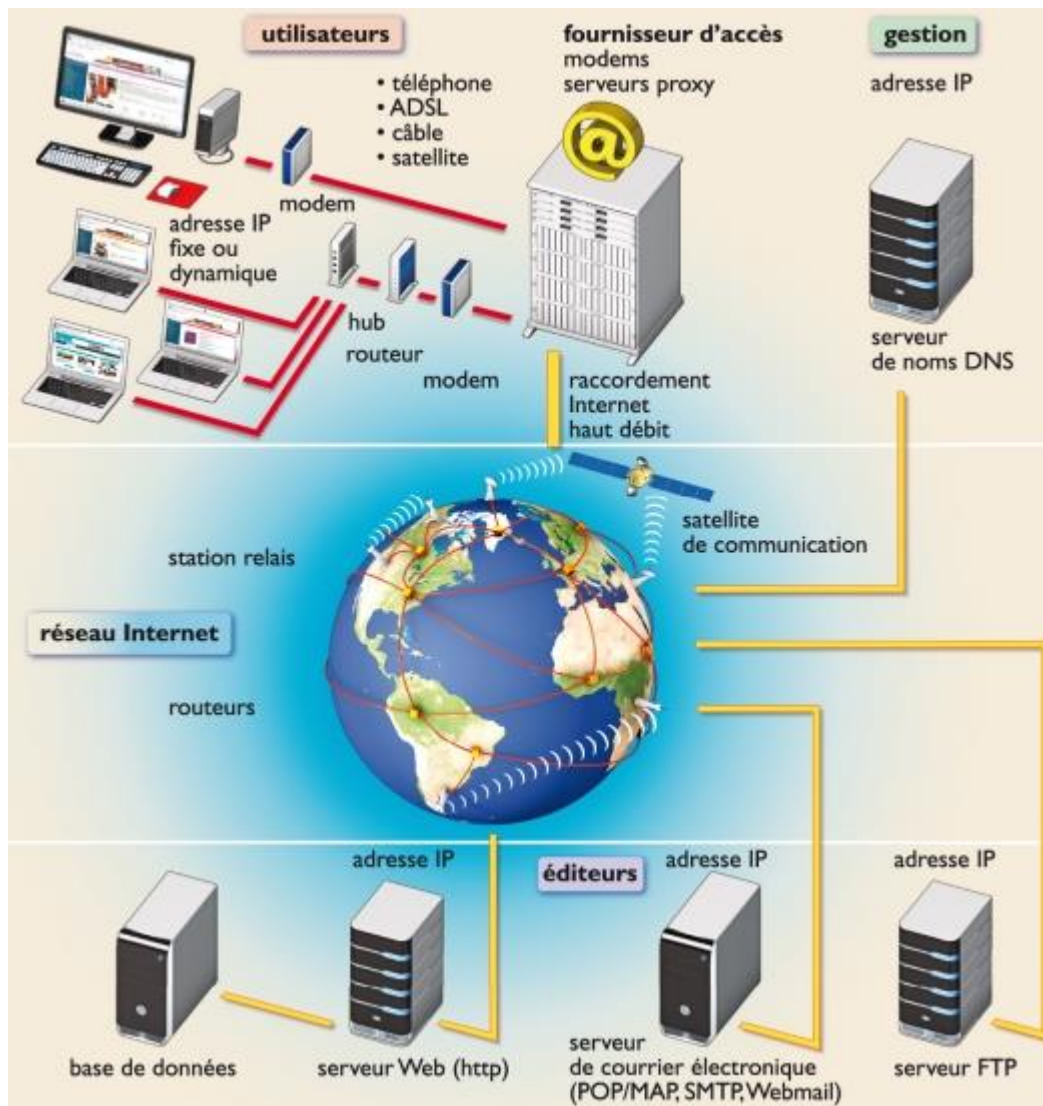 utilisateurs
• téléphone
• ADSL
• câble
• satellite
fournisseur d'accès
modems
serveurs proxy
@
gestion
adresse IP
modem
adresse IP
fixe ou
dynamique
hub
routeur
modem
raccordement
Internet
haut débit
serveur
de noms DNS
satellite
de communication
station relais
réseau Internet
routeurs
adresse IP
éditeurs
adresse IP
adresse IP
base de données
serveur Web (http)
serveur
de courrier électronique
(POP/MAP, SMTP, Webmail)
serveur FTP